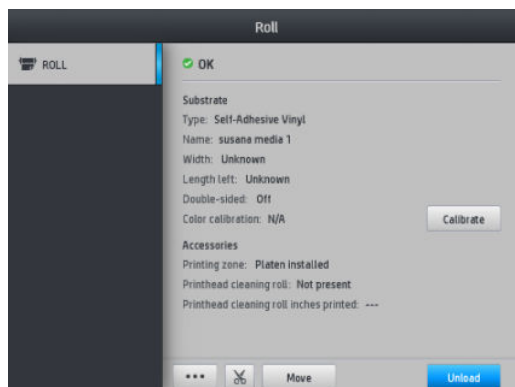 Roll
ROLL
OK
Substrate
Type: Self-Adhesive Vinyl
Name: susana media 1
Width: Unknown
Length left: Unknown
Double-sided: Off
Color calibration: N/A
Calibrate
Accessories
Printing zone: Platen installed
Printhead cleaning roll: Not present
Printhead cleaning roll inches printed: ---
Move
Unload